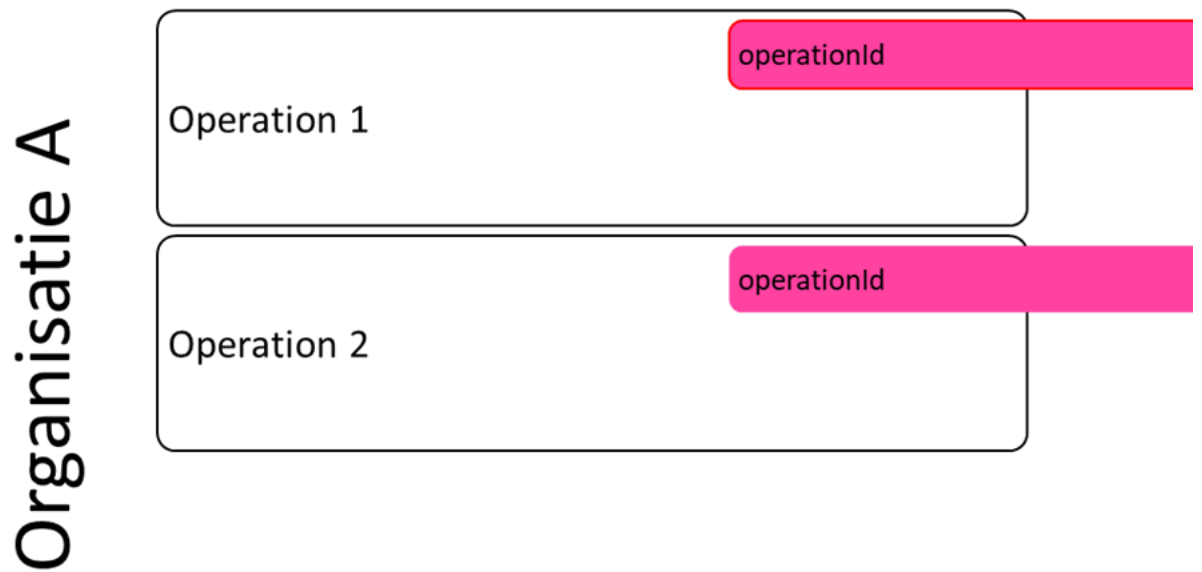 Organisatie A
operationId
Operation 1
operationId
Operation 2